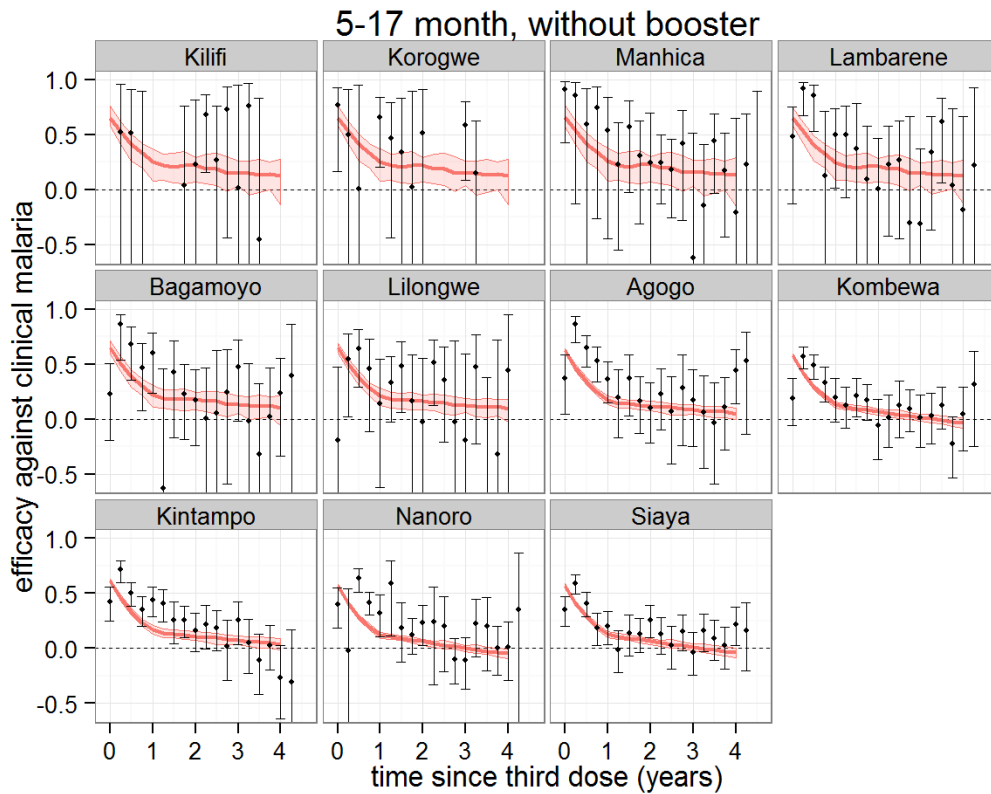 5-17 month, without booster
Kilifi Korogwe Manhica Lambarene
1.0
0.5
0.0
-0.5
Bagamoyo Lilongwe Agogo Kombewa
1.0
0.5
0.0
-0.5
Kintampo Nanoro Siaya
1.0
0.5
0.0
-0.5
0 1 2 3 4 0 1 2 3 4 0 1 2 3 4
time since third dose (years)
efficacy against clinical malaria